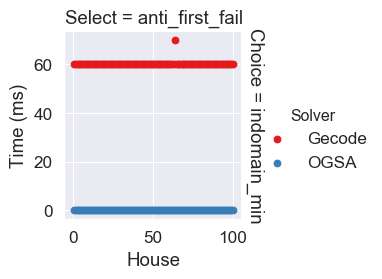 Select = anti_first_fail
Choice = indomain_min
Time (ms)
60
40
20
0
0
50
100
House
Solver
Gecode
OGSA